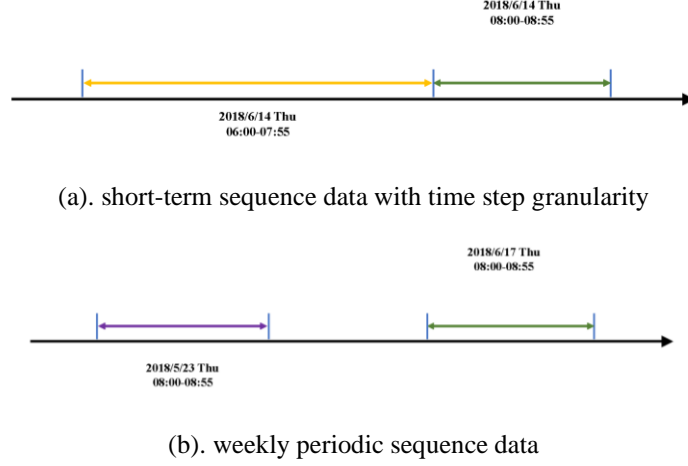 2018/6/14 Thu
08:00-08:55
2018/6/14 Thu
06:00-07:55
(a). short-term sequence data with time step granularity
2018/6/17 Thu
08:00-08:55
2018/5/23 Thu
08:00-08:55
(b). weekly periodic sequence data